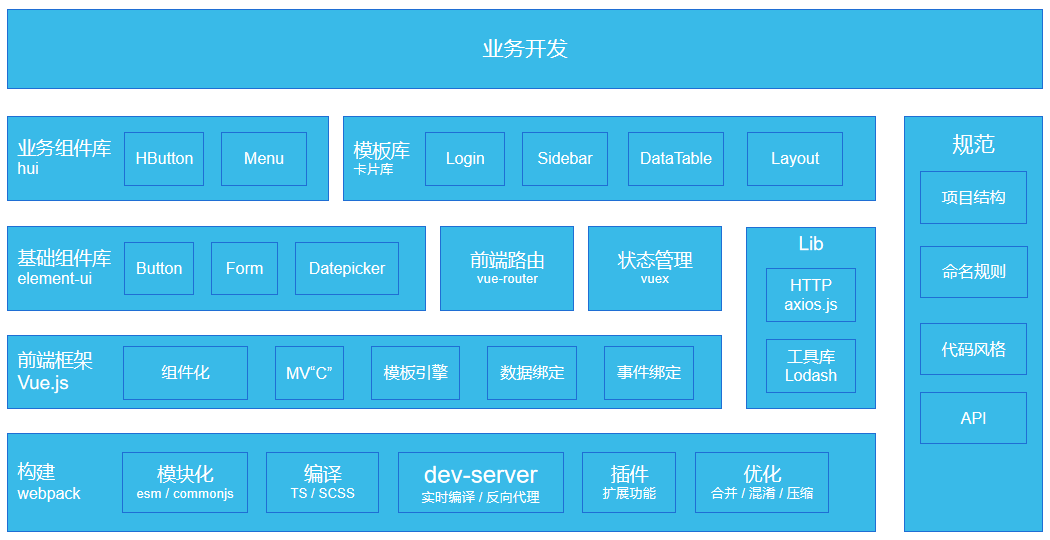 业务开发
业务组件库
hui
HButton
Menu
模板库
卡片库
Login
Sidebar
DataTable
Layout
规范
项目结构
命名规则
代码风格
API
基础组件库
element-ui
Button
Form
Datepicker
前端路由
vue-router
状态管理
vuex
Lib
HTTP
axios.js
工具库
Lodash
前端框架
Vue.js
组件化
MV“C”
模板引擎
数据绑定
事件绑定
构建
webpack
模块化
esm / commonjs
编译
TS / SCSS
dev-server
实时编译 / 反向代理
插件
扩展功能
优化
合并 / 混淆 / 压缩